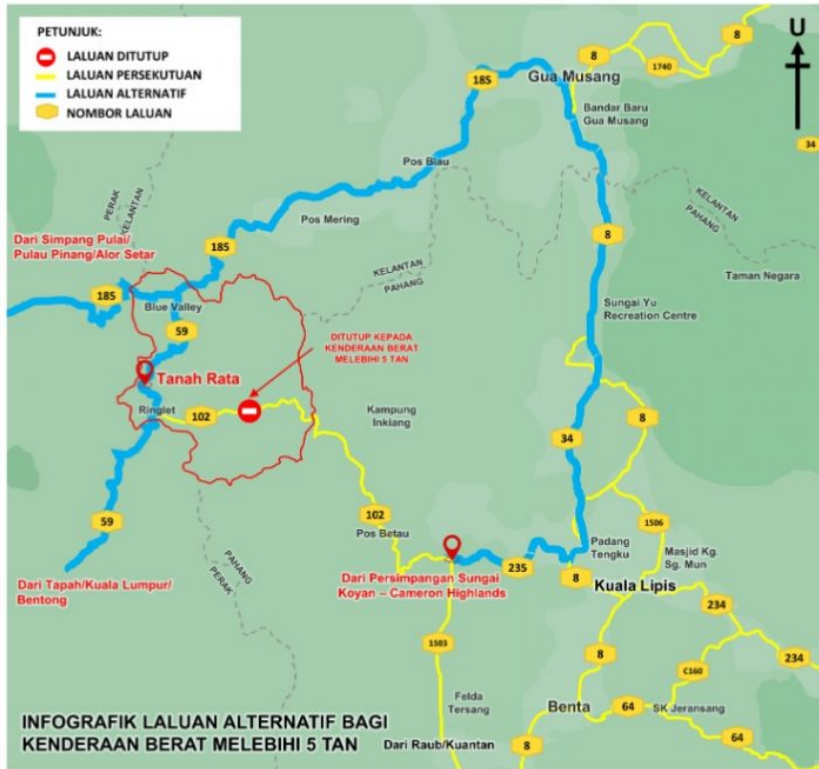 PETUNJUK:
LALUAN DITUTUP
LALUAN PERSEKUTUAN
LALUAN ALTERNATIF
NOMBOR LALUAN
U
8
8
1740
Gua Musang
185
Bandar Baru
Gua Musang
34
Pos Blau
PERAK
KELANTAN
Pos Mering
KELANTAN
PAHANG
Dari Simpang Pulai/
Pulau Pinang/Alor Setar
185
8
KELANTAN
PAHANG
Taman Negara
185
Blue Valley
59
Sungai Yu
Recreation Centre
DITUTUP KEPADA
KENDERAAN BERAT
MELEBIHI 5 TAN
Tanah Rata
Ringlet
102
Kampung
Inkiang
8
34
59
102
Pos Betau
1506
PAHANG
PERAK
Padang
Tengku
Masjid Kg.
Sg. Mun
Dari Tapah/Kuala Lumpur/
Bentong
Dari Persimpangan Sungai
Koyan – Cameron Highlands
235
8
Kuala Lipis
234
1503
8
234
C160
Felda
Tersang
Benta
64
SK Jeransang
64
INFOGRAFIK LALUAN ALTERNATIF BAGI
KENDERAAN BERAT MELEBIHI 5 TAN
Dari Raub/Kuantan
8